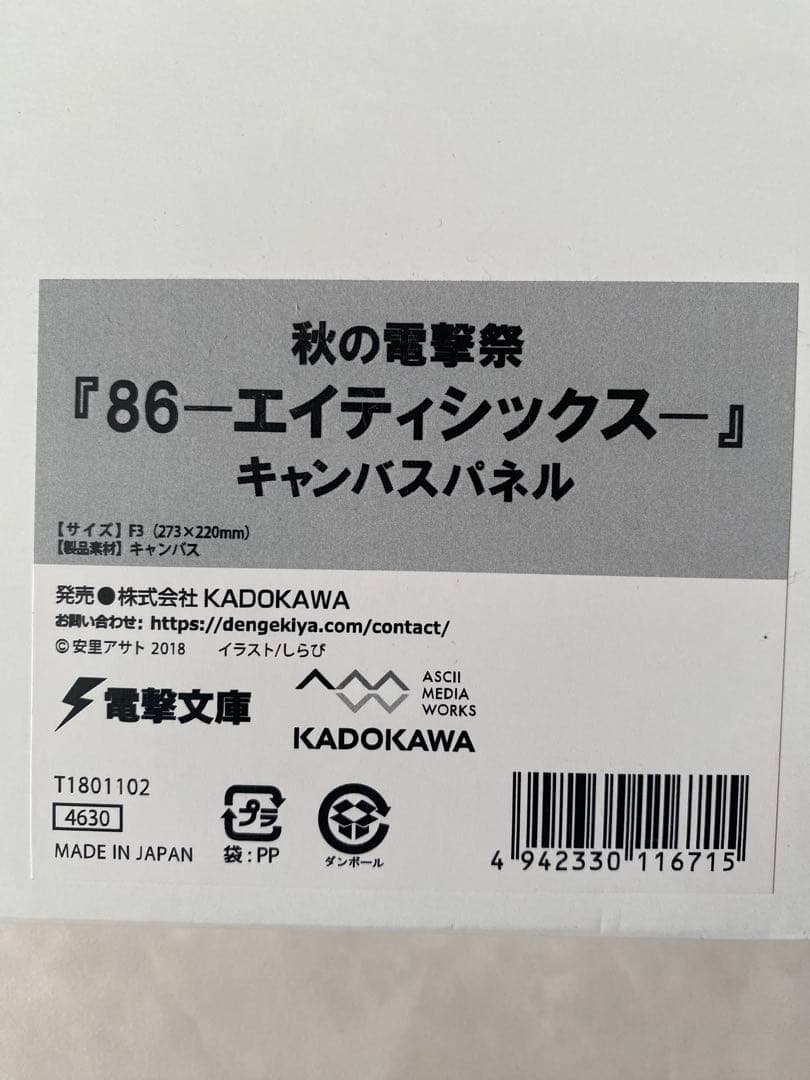 秋の電撃祭
『86―エイティシックス―』
キャンバスパネル
【サイズ】F3（273×220mm）
【製品素材】キャンバス
発売●株式会社 KADOKAWA
お問い合わせ：https://dengekiya.com/contact/
©安里アサト 2018　イラスト/しらび
電撃文庫
ASCII
MEDIA
WORKS
KADOKAWA
T1801102
4630
MADE IN JAPAN
プラ
袋：PP
ダンボール
4 942330 116715